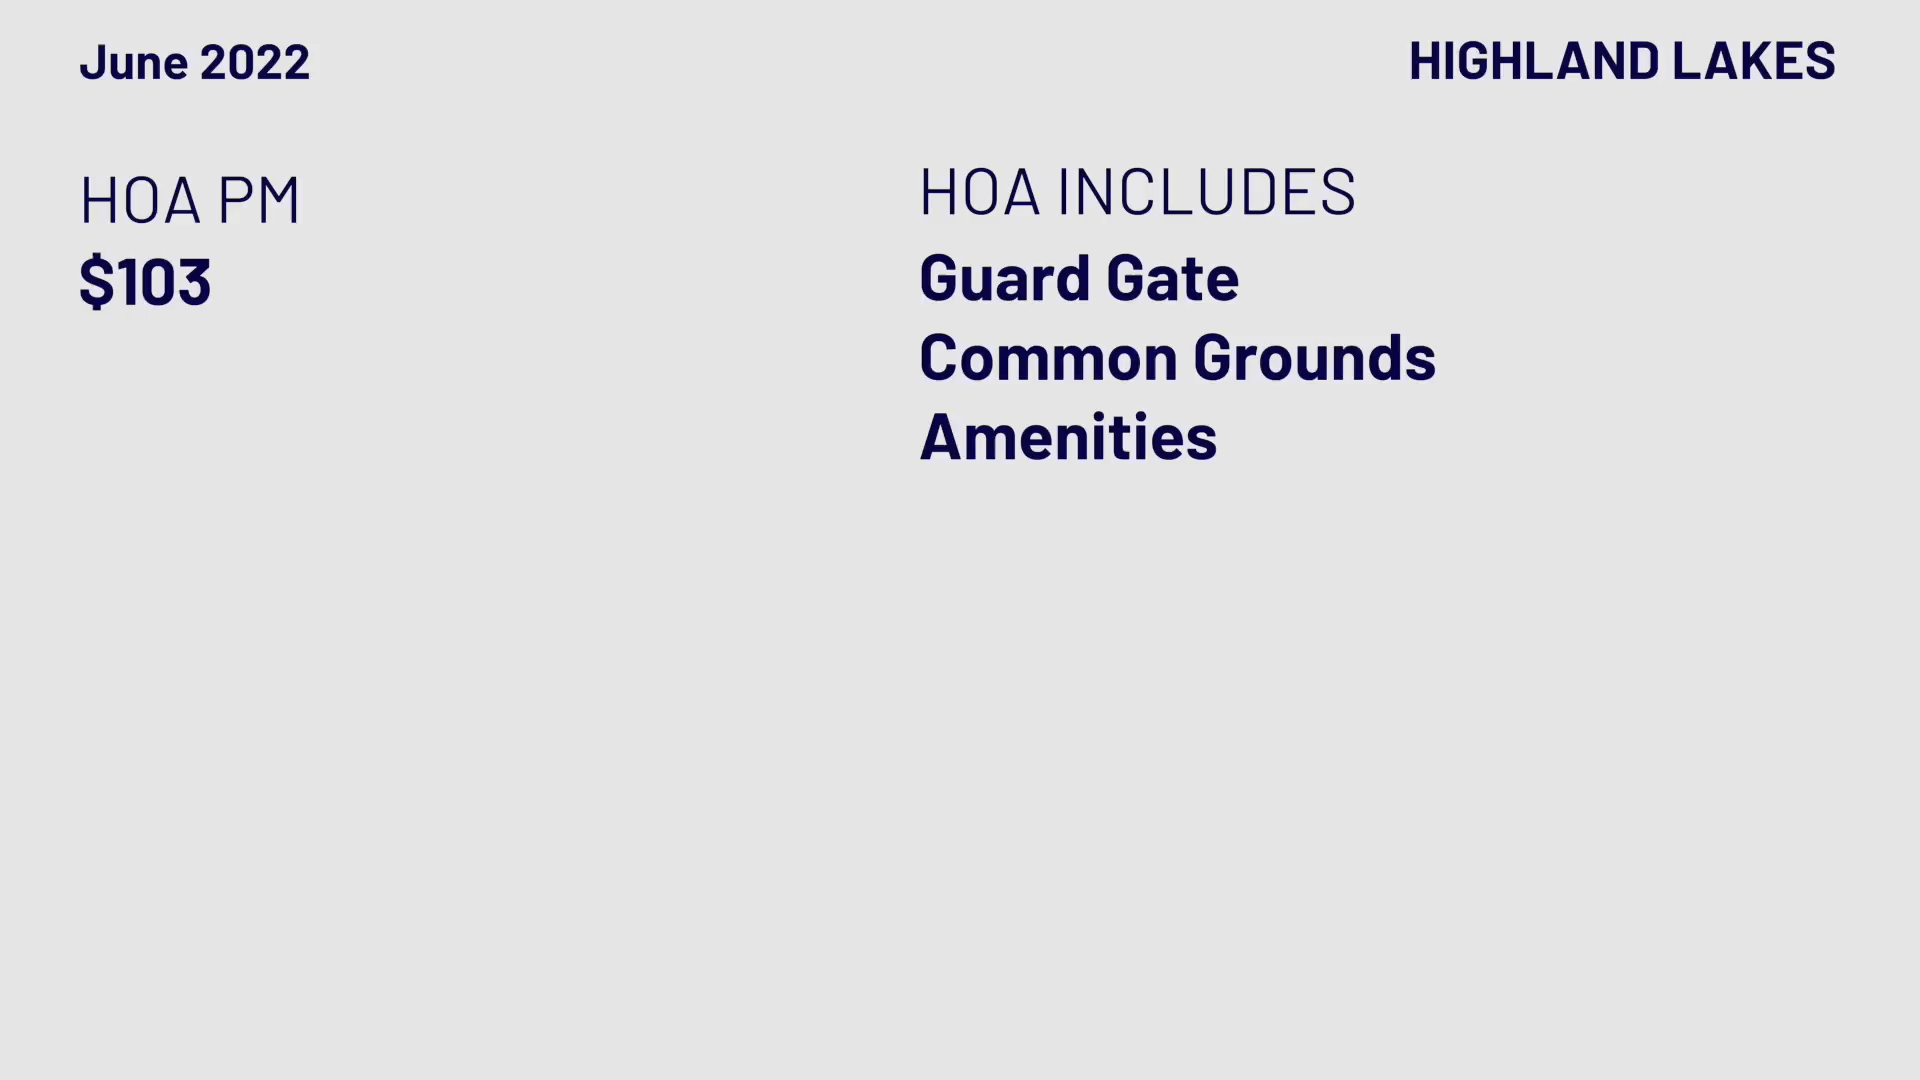 June 2022
HIGHLAND LAKES
HOA PM
$103
HOA INCLUDES
Guard Gate
Common Grounds
Amenities